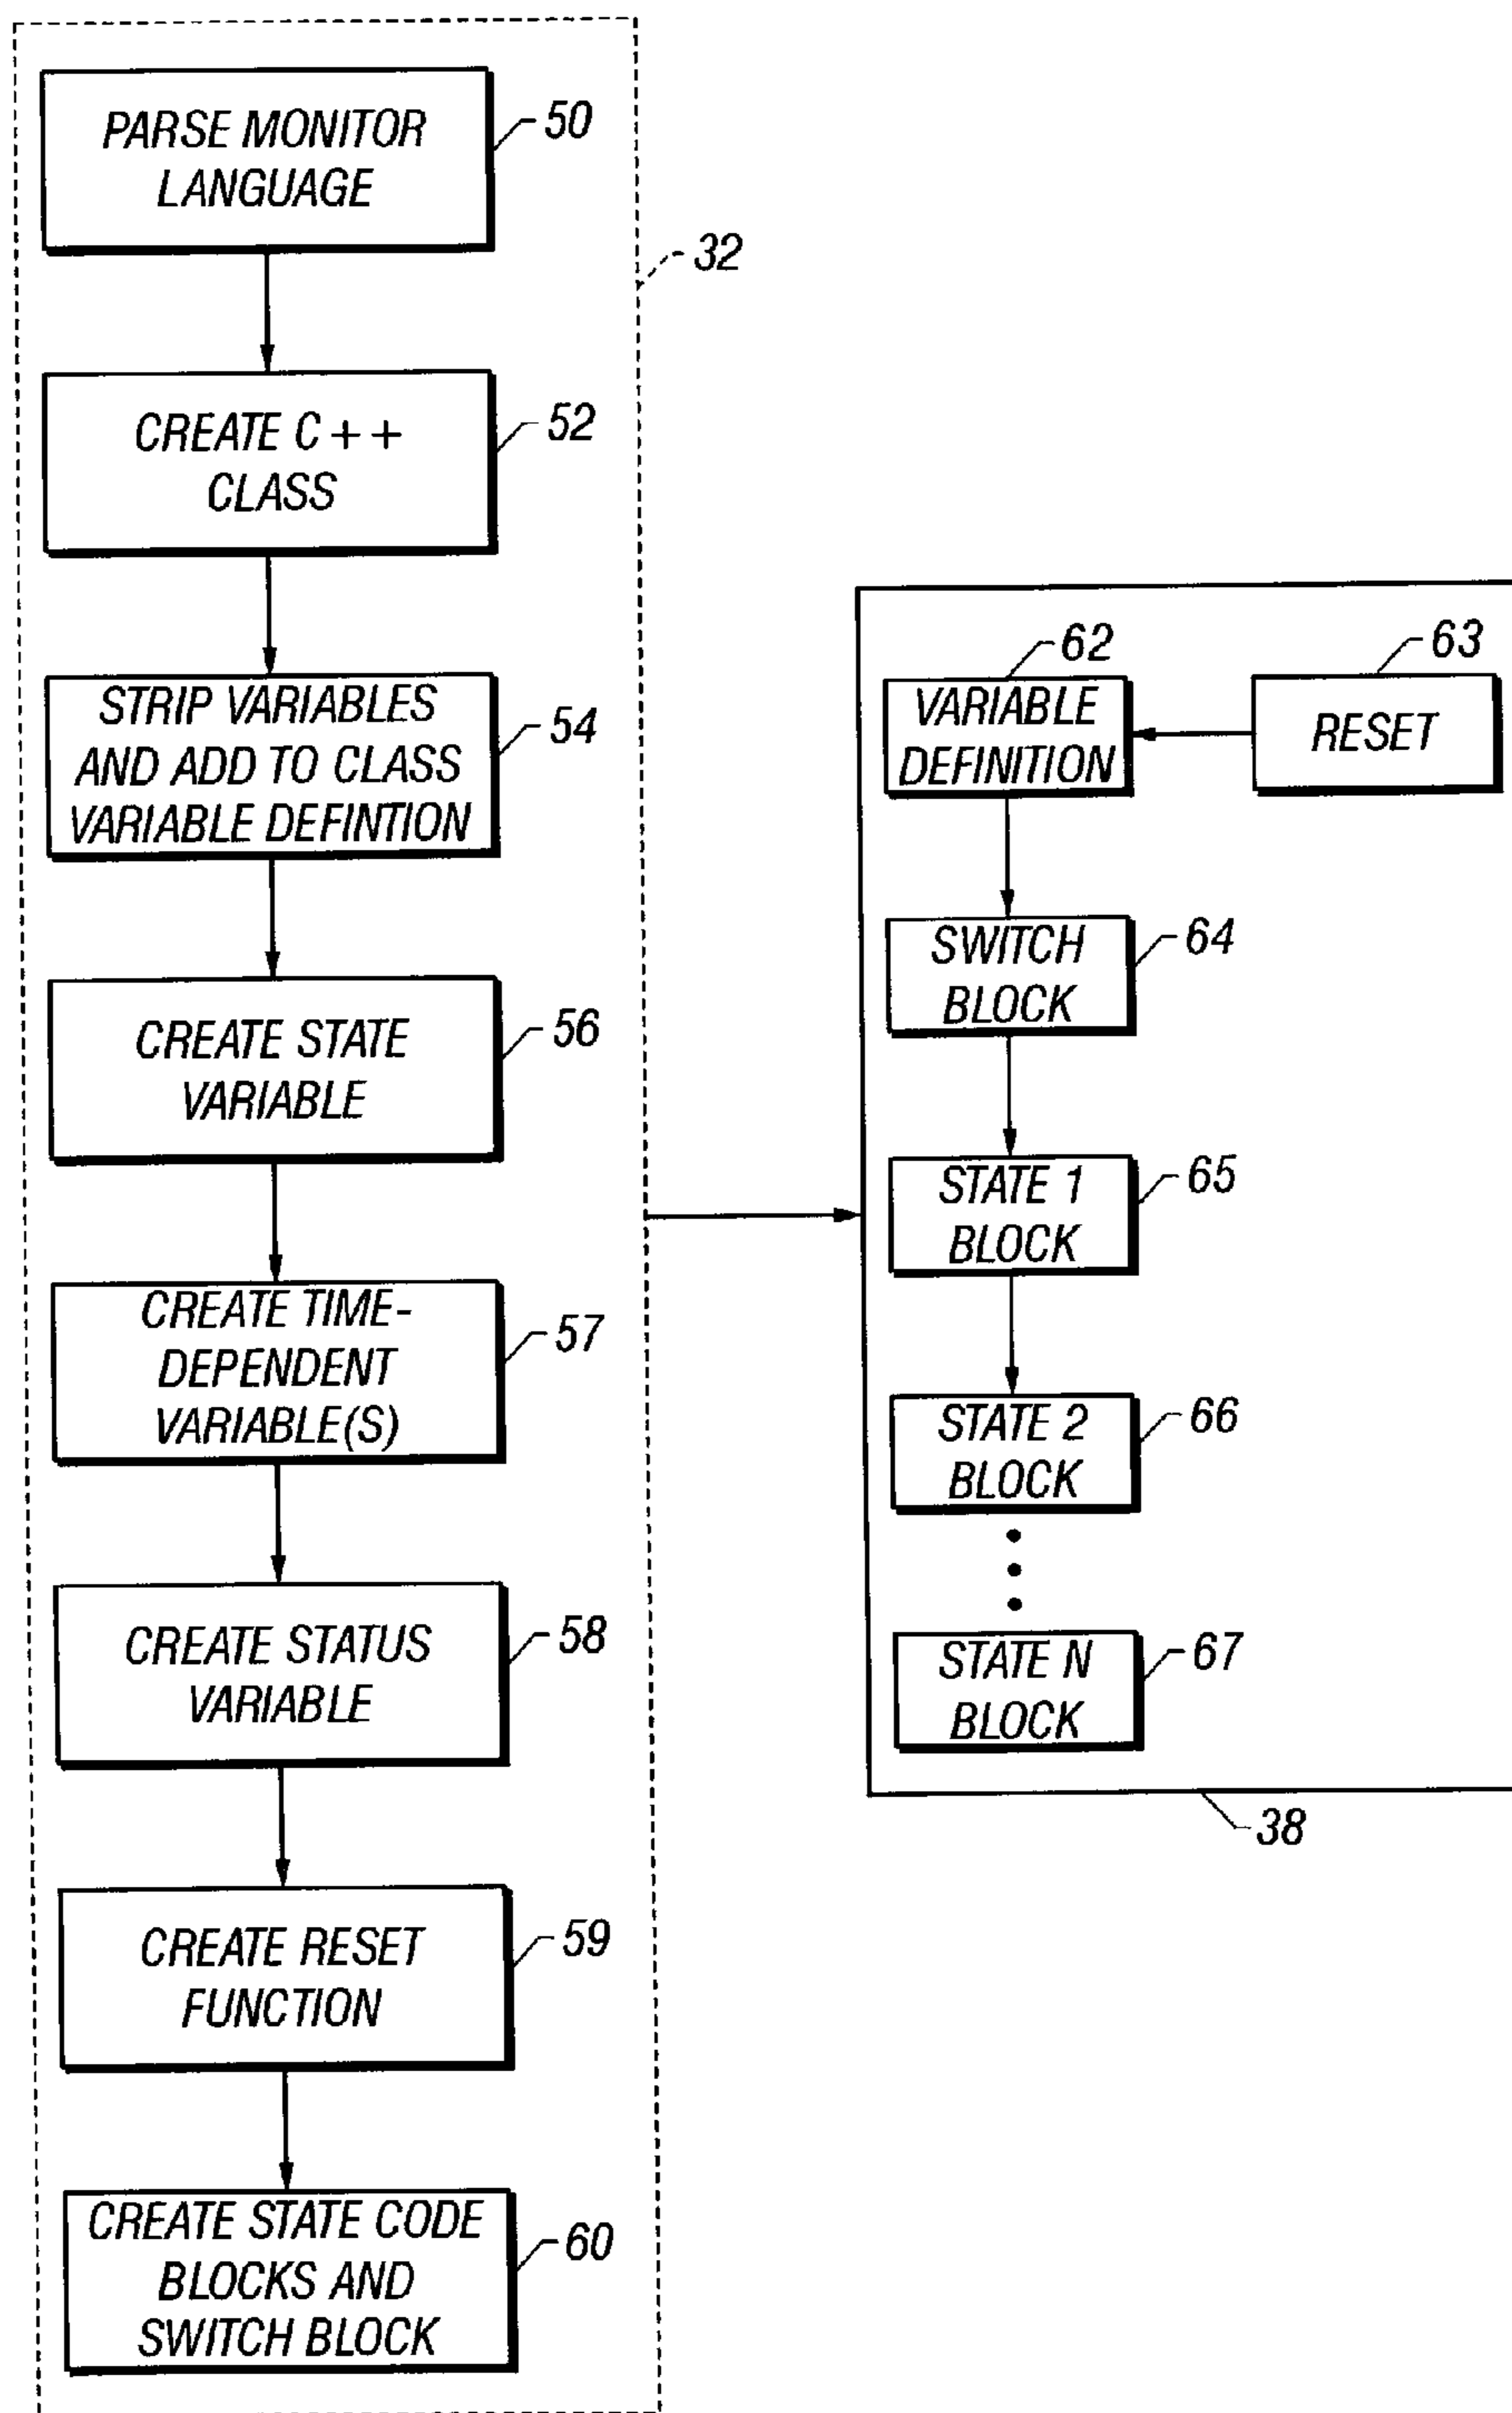 PARSE MONITOR
LANGUAGE
50
32
CREATE C++
CLASS
52
STRIP VARIABLES
AND ADD TO CLASS
VARIABLE DEFINTION
54
CREATE STATE
VARIABLE
56
CREATE TIME-
DEPENDENT
VARIABLE(S)
57
CREATE STATUS
VARIABLE
58
CREATE RESET
FUNCTION
59
CREATE STATE CODE
BLOCKS AND
SWITCH BLOCK
60
62
VARIABLE
DEFINITION
63
RESET
SWITCH
BLOCK
64
STATE 1
BLOCK
65
STATE 2
BLOCK
66
STATE N
BLOCK
67
38